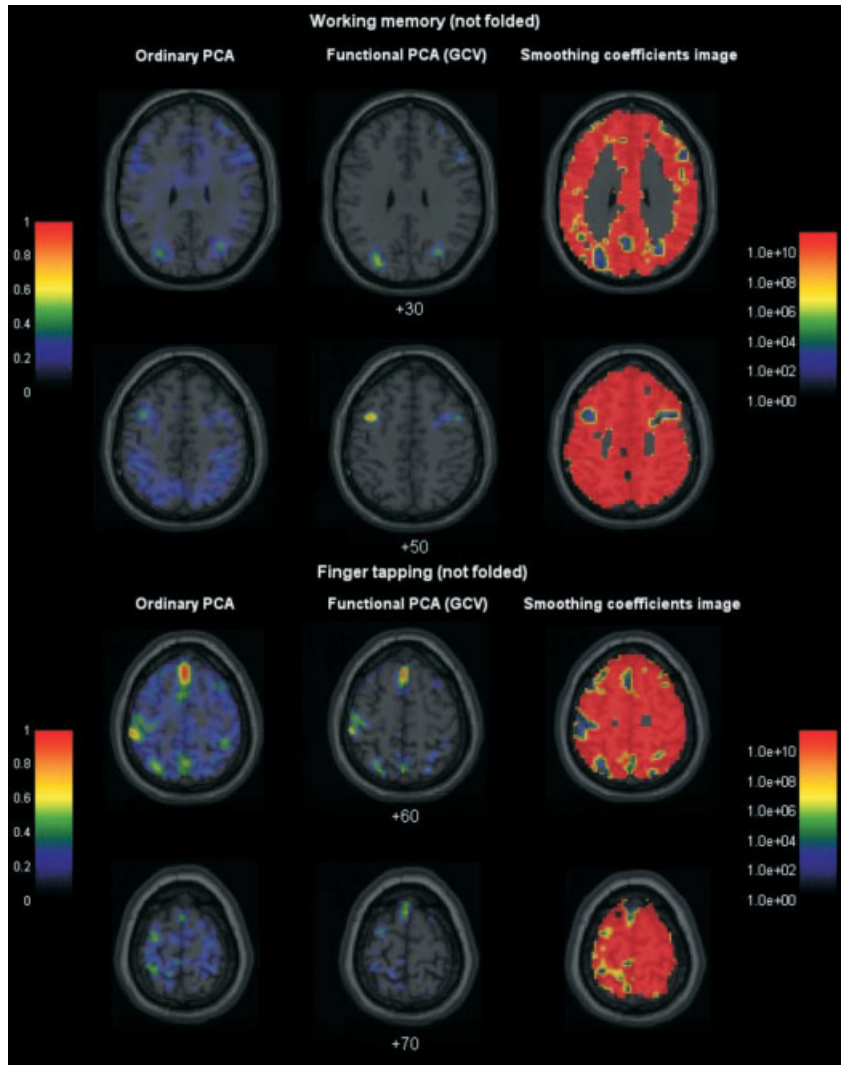 Working memory (not folded)
Ordinary PCA Functional PCA (GCV) Smoothing coefficients image
1
0.8
0.6
0.4
0.2
0
1.0e+10
1.0e+08
1.0e+06
1.0e+04
1.0e+02
1.0e+00
+30
+50
Finger tapping (not folded)
Ordinary PCA Functional PCA (GCV) Smoothing coefficients image
1
0.8
0.6
0.4
0.2
0
1.0e+10
1.0e+08
1.0e+06
1.0e+04
1.0e+02
1.0e+00
+60
+70